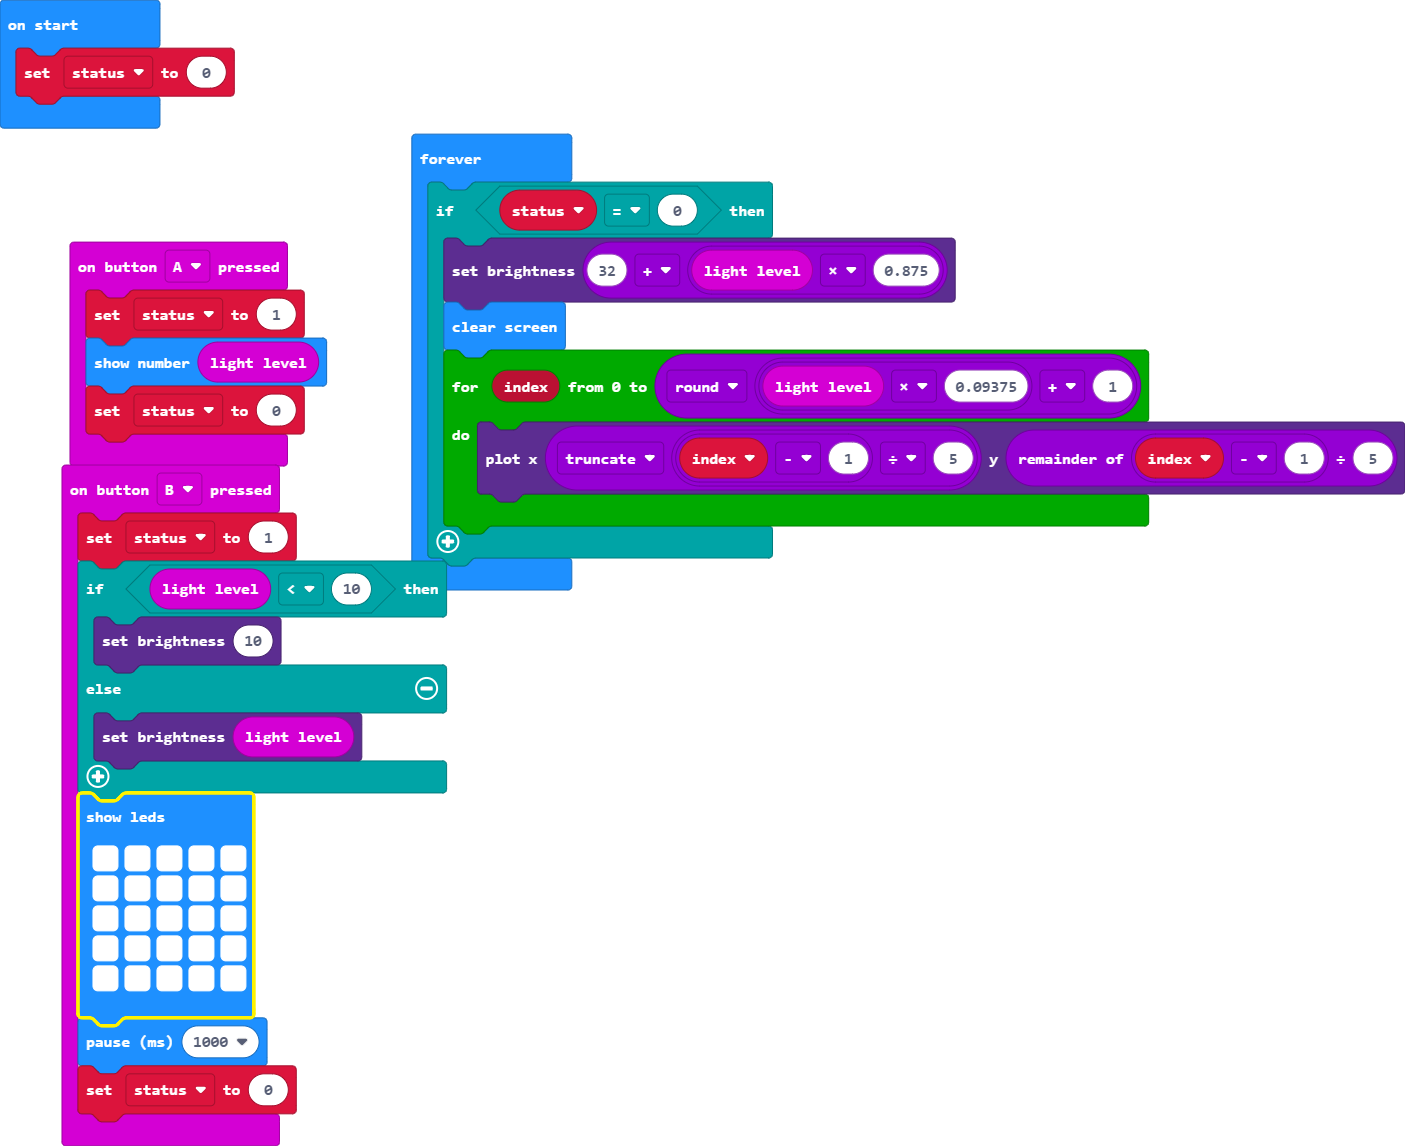 on start
set status to 0
forever
if status = 0 then
set brightness 32 + light level × 0.875
clear screen
for index from 0 to round light level × 0.09375 + 1
do
plot x truncate index - 1 ÷ 5 y remainder of index - 1 ÷ 5
on button A pressed
set status to 1
show number light level
set status to 0
on button B pressed
set status to 1
if light level < 10 then
set brightness 10
else
set brightness light level
show leds
pause (ms) 1000
set status to 0